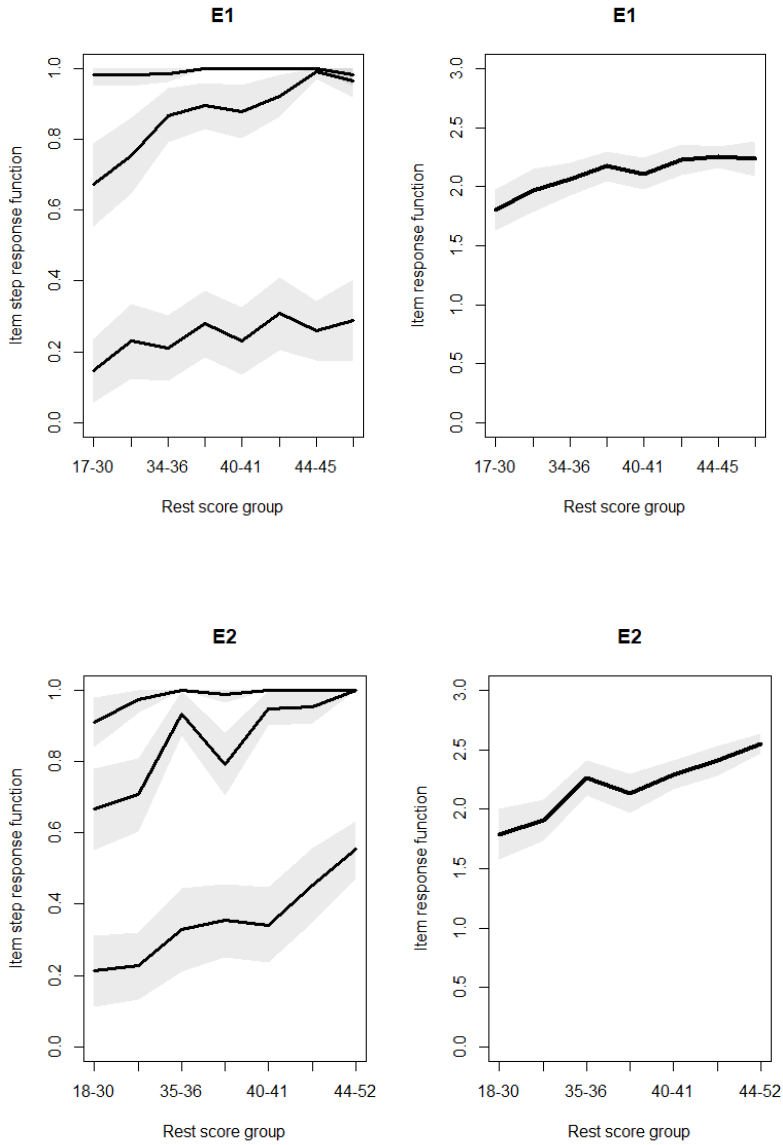 E1
E1
Item step response function
0.0 0.2 0.4 0.6 0.8 1.0
17-30 34-36 40-41 44-45
Rest score group
Item response function
0.0 0.5 1.0 1.5 2.0 2.5 3.0
17-30 34-36 40-41 44-45
Rest score group
E2
E2
Item step response function
0.0 0.2 0.4 0.6 0.8 1.0
18-30 35-36 40-41 44-52
Rest score group
Item response function
0.0 0.5 1.0 1.5 2.0 2.5 3.0
18-30 35-36 40-41 44-52
Rest score group